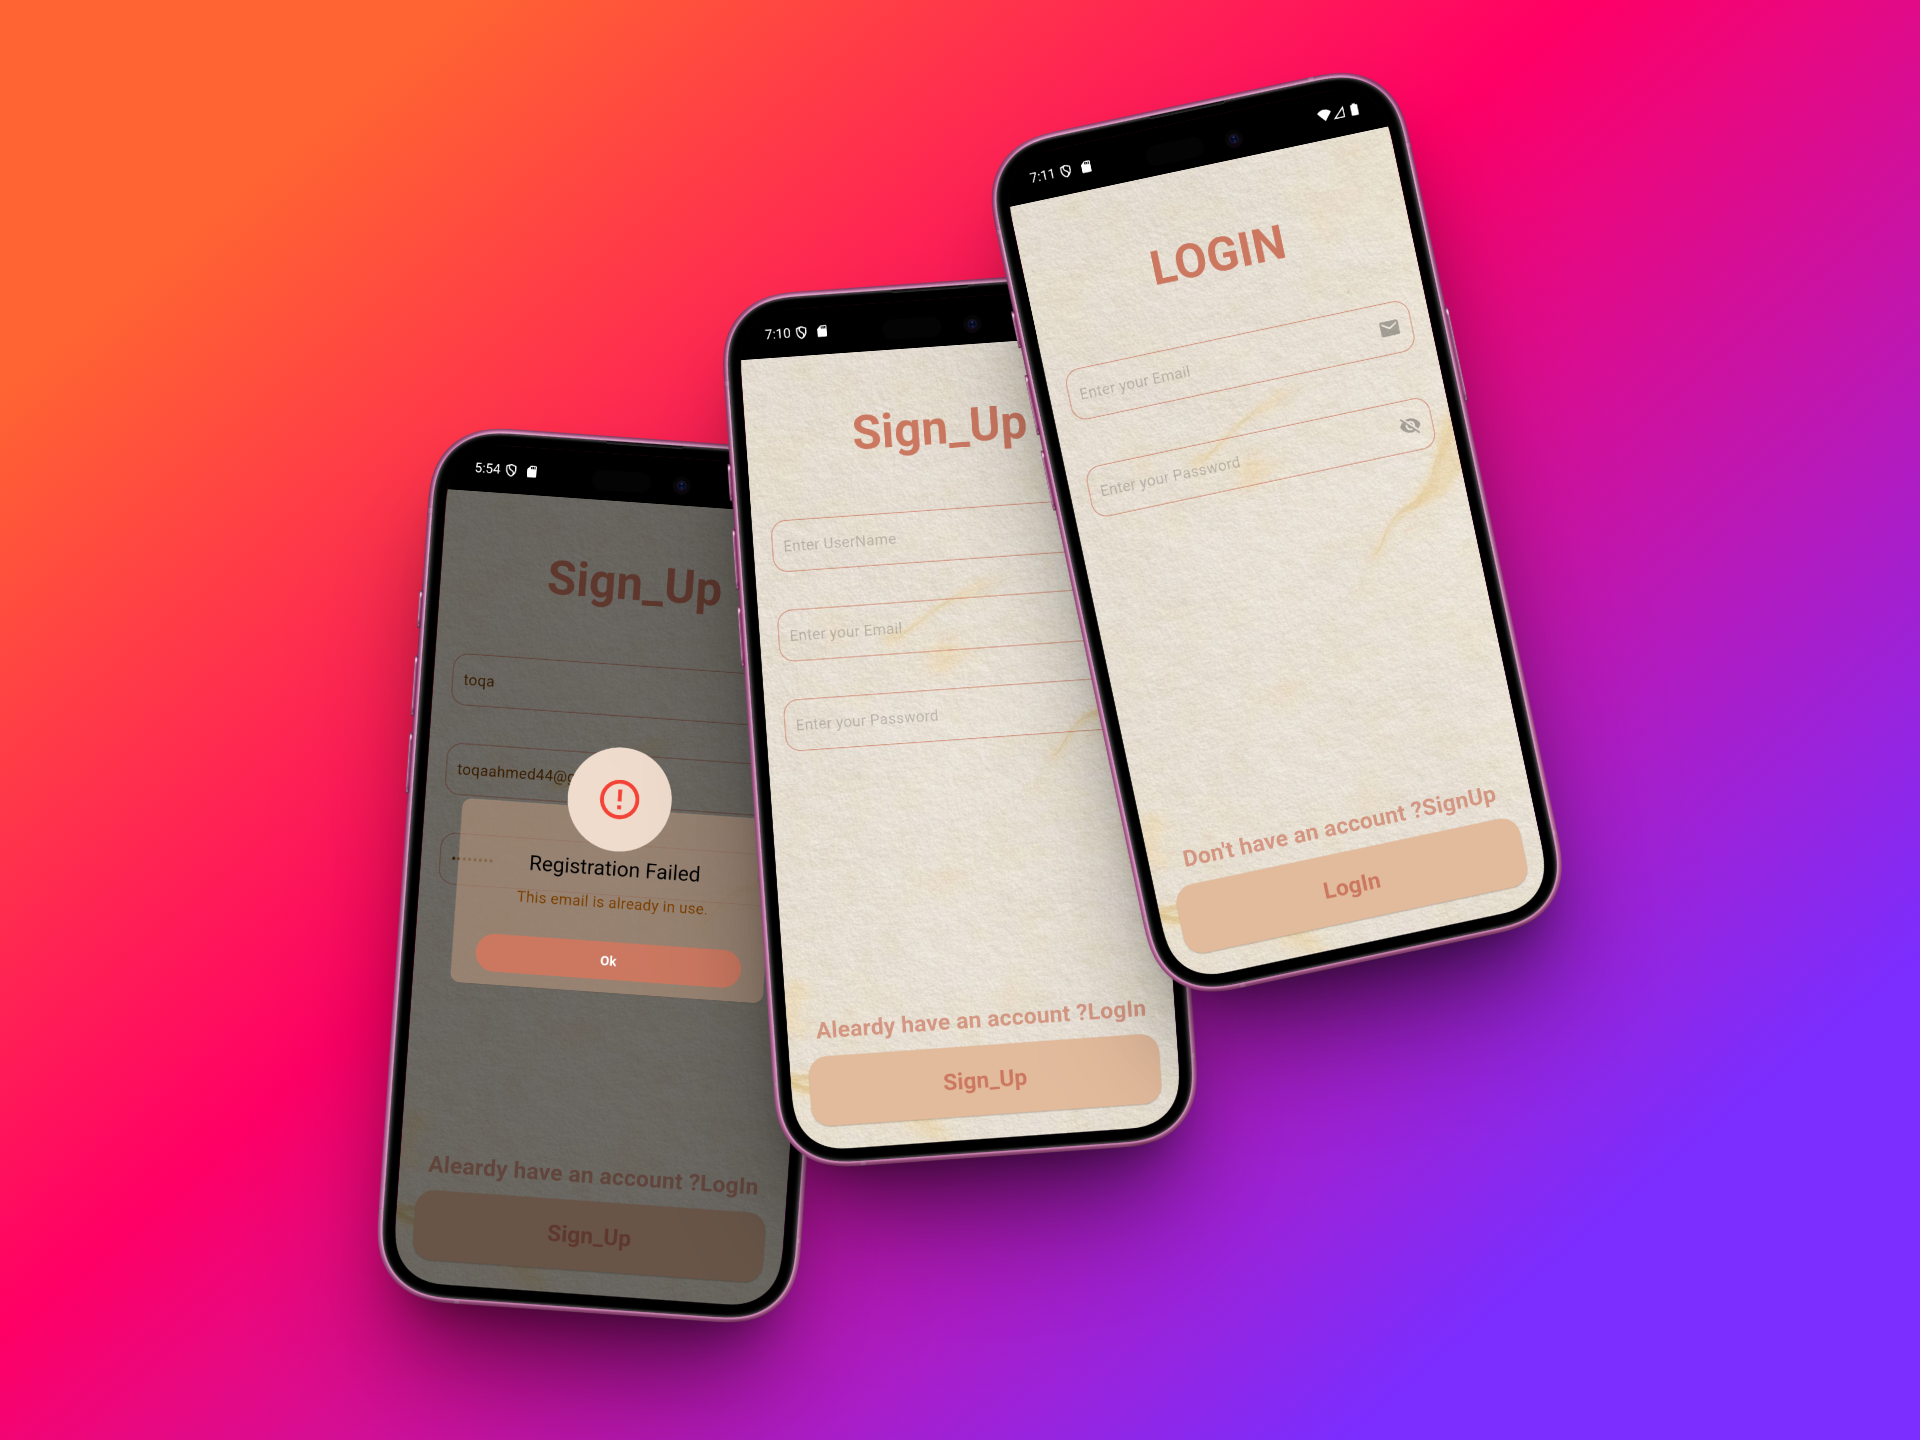 5:54
Sign_Up
toqa
toqaahmed44@g
Registration Failed
This email is already in use.
Ok
Aleardy have an account ?LogIn
Sign_Up
7:10
Sign_Up
Enter UserName
Enter your Email
Enter your Password
Aleardy have an account ?LogIn
Sign_Up
7:11
LOGIN
Enter your Email
Enter your Password
Don't have an account ?SignUp
LogIn